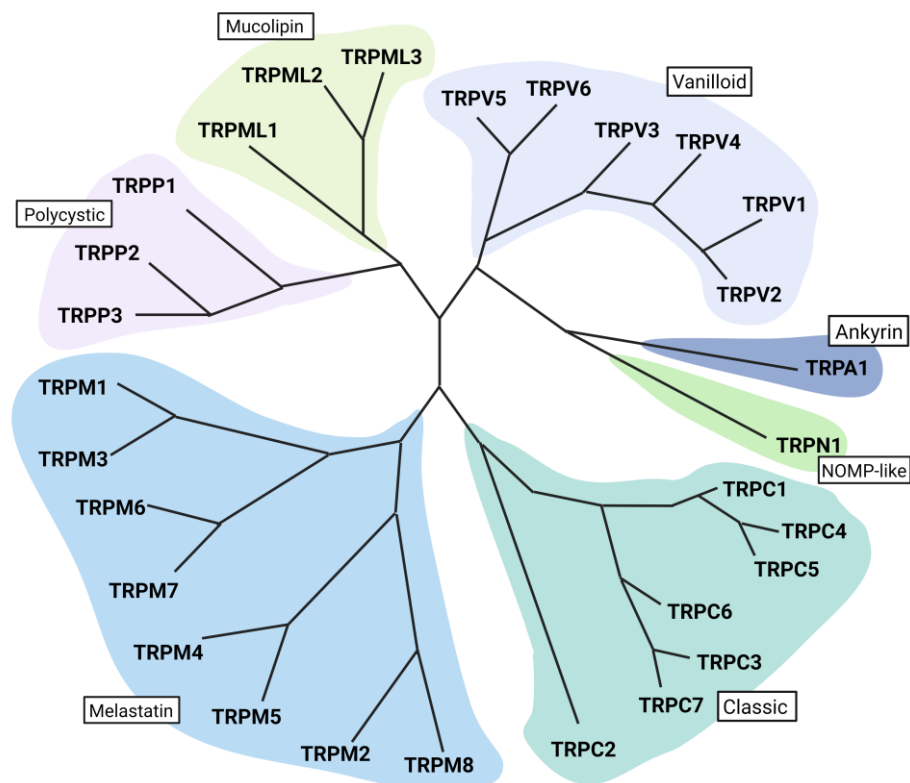 Mucolipin
TRPML3
TRPML2
TRPML1
Vanilloid
TRPV5
TRPV6
TRPV3
TRPV4
TRPV1
TRPV2
Polycystic
TRPP1
TRPP2
TRPP3
Ankyrin
TRPA1
TRPN1
NOMP-like
TRPM1
TRPM3
TRPM6
TRPM7
TRPM4
TRPM5
TRPM2
TRPM8
Melastatin
TRPC1
TRPC4
TRPC5
TRPC6
TRPC3
TRPC7
TRPC2
Classic